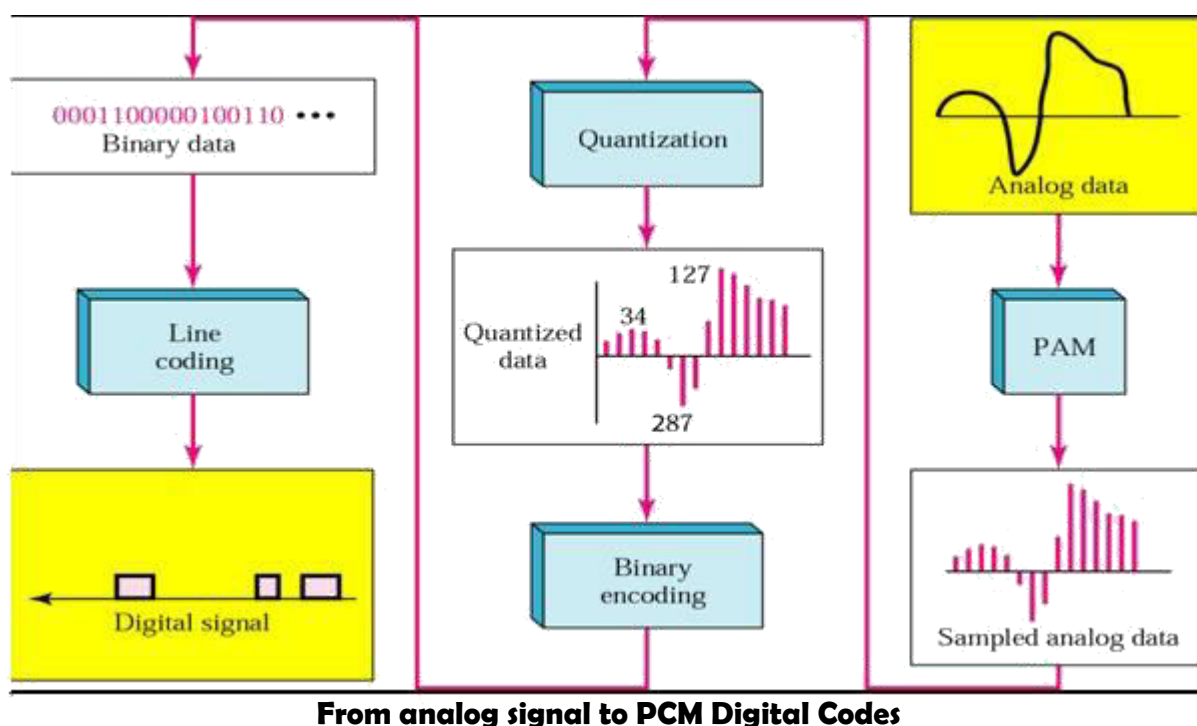 0001100000100110 •••
Binary data
Line
coding
Digital signal
Quantization
Quantized
data
34
127
287
Binary
encoding
Analog data
PAM
Sampled analog data
From analog signal to PCM Digital Codes